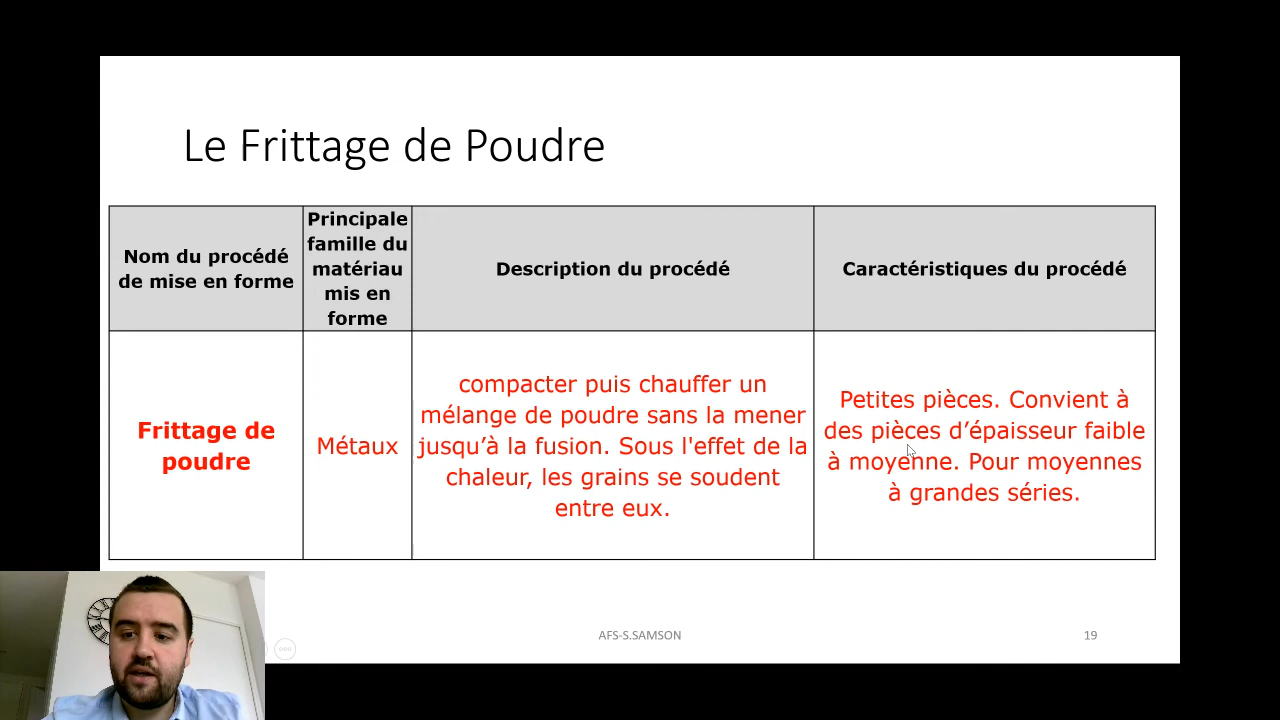 Le Frittage de Poudre
Nom du procédé
de mise en forme
Principale
famille du
matériau
mis en
forme
Description du procédé
Caractéristiques du procédé
Frittage de
poudre
Métaux
compacter puis chauffer un
mélange de poudre sans la mener
jusqu’à la fusion. Sous l'effet de la
chaleur, les grains se soudent
entre eux.
Petites pièces. Convient à
des pièces d’épaisseur faible
à moyenne. Pour moyennes
à grandes séries.
AFS-S.SAMSON
19